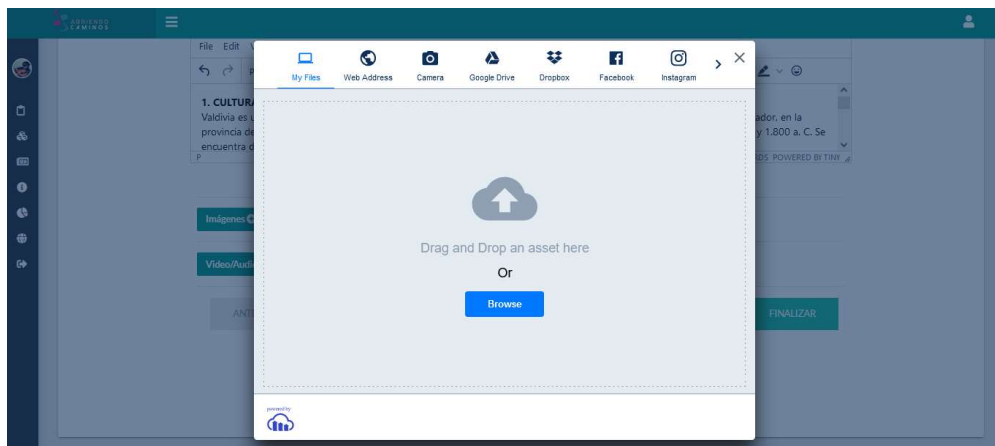 ABRIENDO
CAMINOS
File Edit
My Files Web Address Camera Google Drive Dropbox Facebook Instagram
1. CULTURA
Valdivia es ador, en la
provincia de y 1.800 a. C. Se
encuentra d
P POWERED BY TINY
Imágenes
Drag and Drop an asset here
Or
Video/Audi
Browse
ANT FINALIZAR
powered by